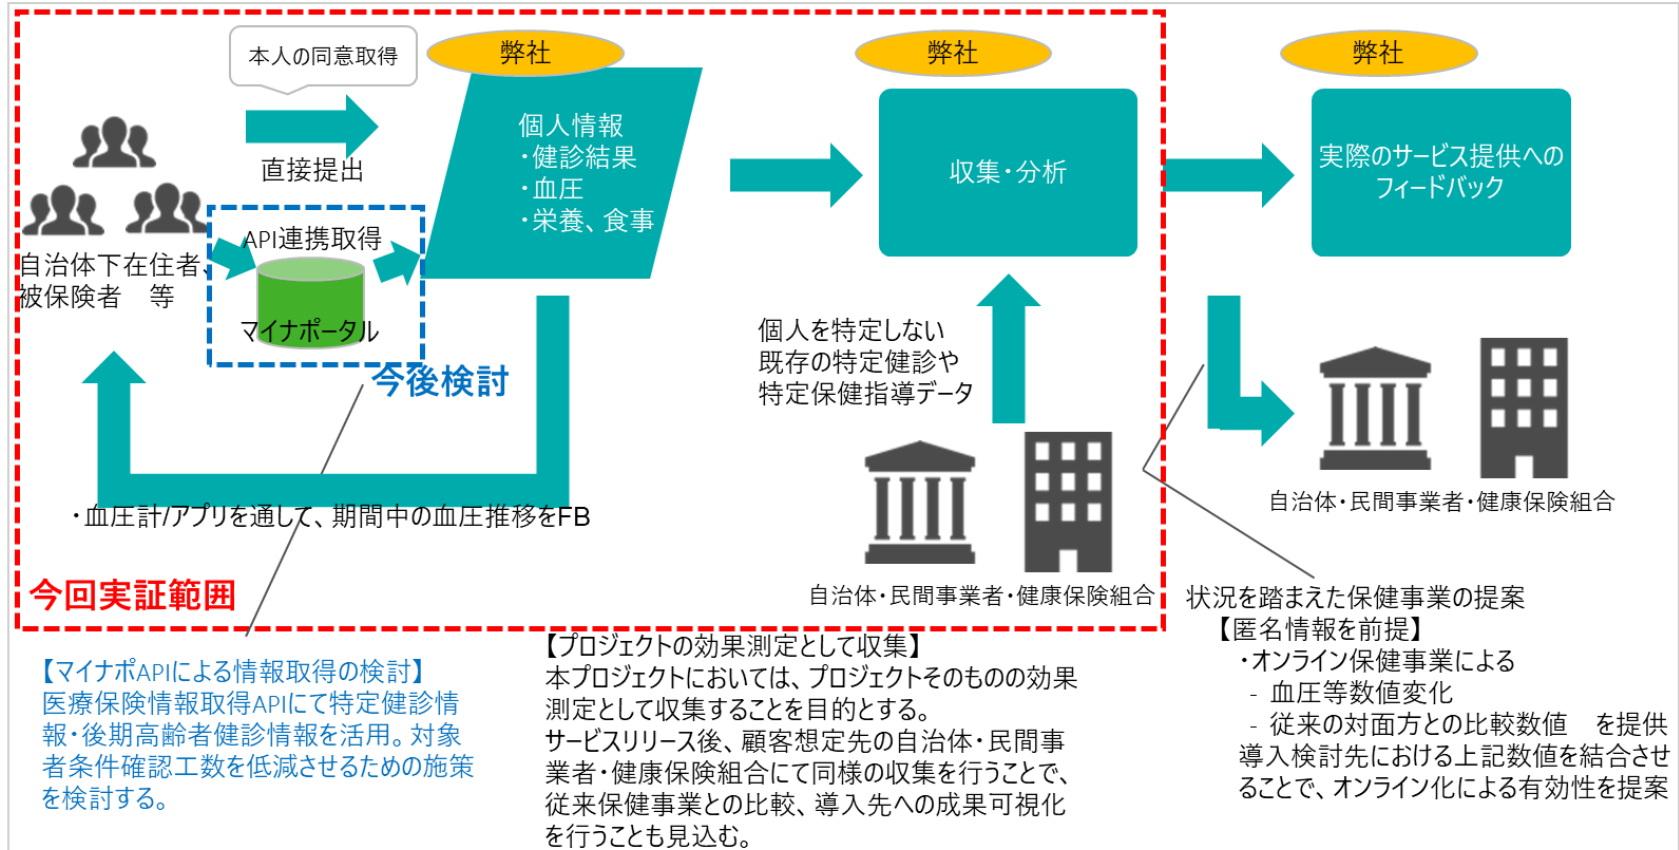 本人の同意取得
弊社
弊社
弊社
直接提出
個人情報
・健診結果
・血圧
・栄養、食事
収集・分析
実際のサービス提供への
フィードバック
API連携取得
マイナポータル
自治体下在住者、
被保険者　等
今後検討
個人を特定しない
既存の特定健診や
特定保健指導データ
・血圧計/アプリを通して、期間中の血圧推移をFB
今回実証範囲
自治体・民間事業者・健康保険組合
自治体・民間事業者・健康保険組合
【マイナポAPIによる情報取得の検討】
医療保険情報取得APIにて特定健診情
報・後期高齢者健診情報を活用。対象
者条件確認工数を低減させるための施策
を検討する。
【プロジェクトの効果測定として収集】
本プロジェクトにおいては、プロジェクトそのものの効果
測定として収集することを目的とする。
サービスリリース後、顧客想定先の自治体・民間事
業者・健康保険組合にて同様の収集を行うことで、
従来保健事業との比較、導入先への成果可視化
を行うことも見込む。
状況を踏まえた保健事業の提案
【匿名情報を前提】
・オンライン保健事業による
- 血圧等数値変化
- 従来の対面方との比較数値　を提供
導入検討先における上記数値を結合させ
ることで、オンライン化による有効性を提案